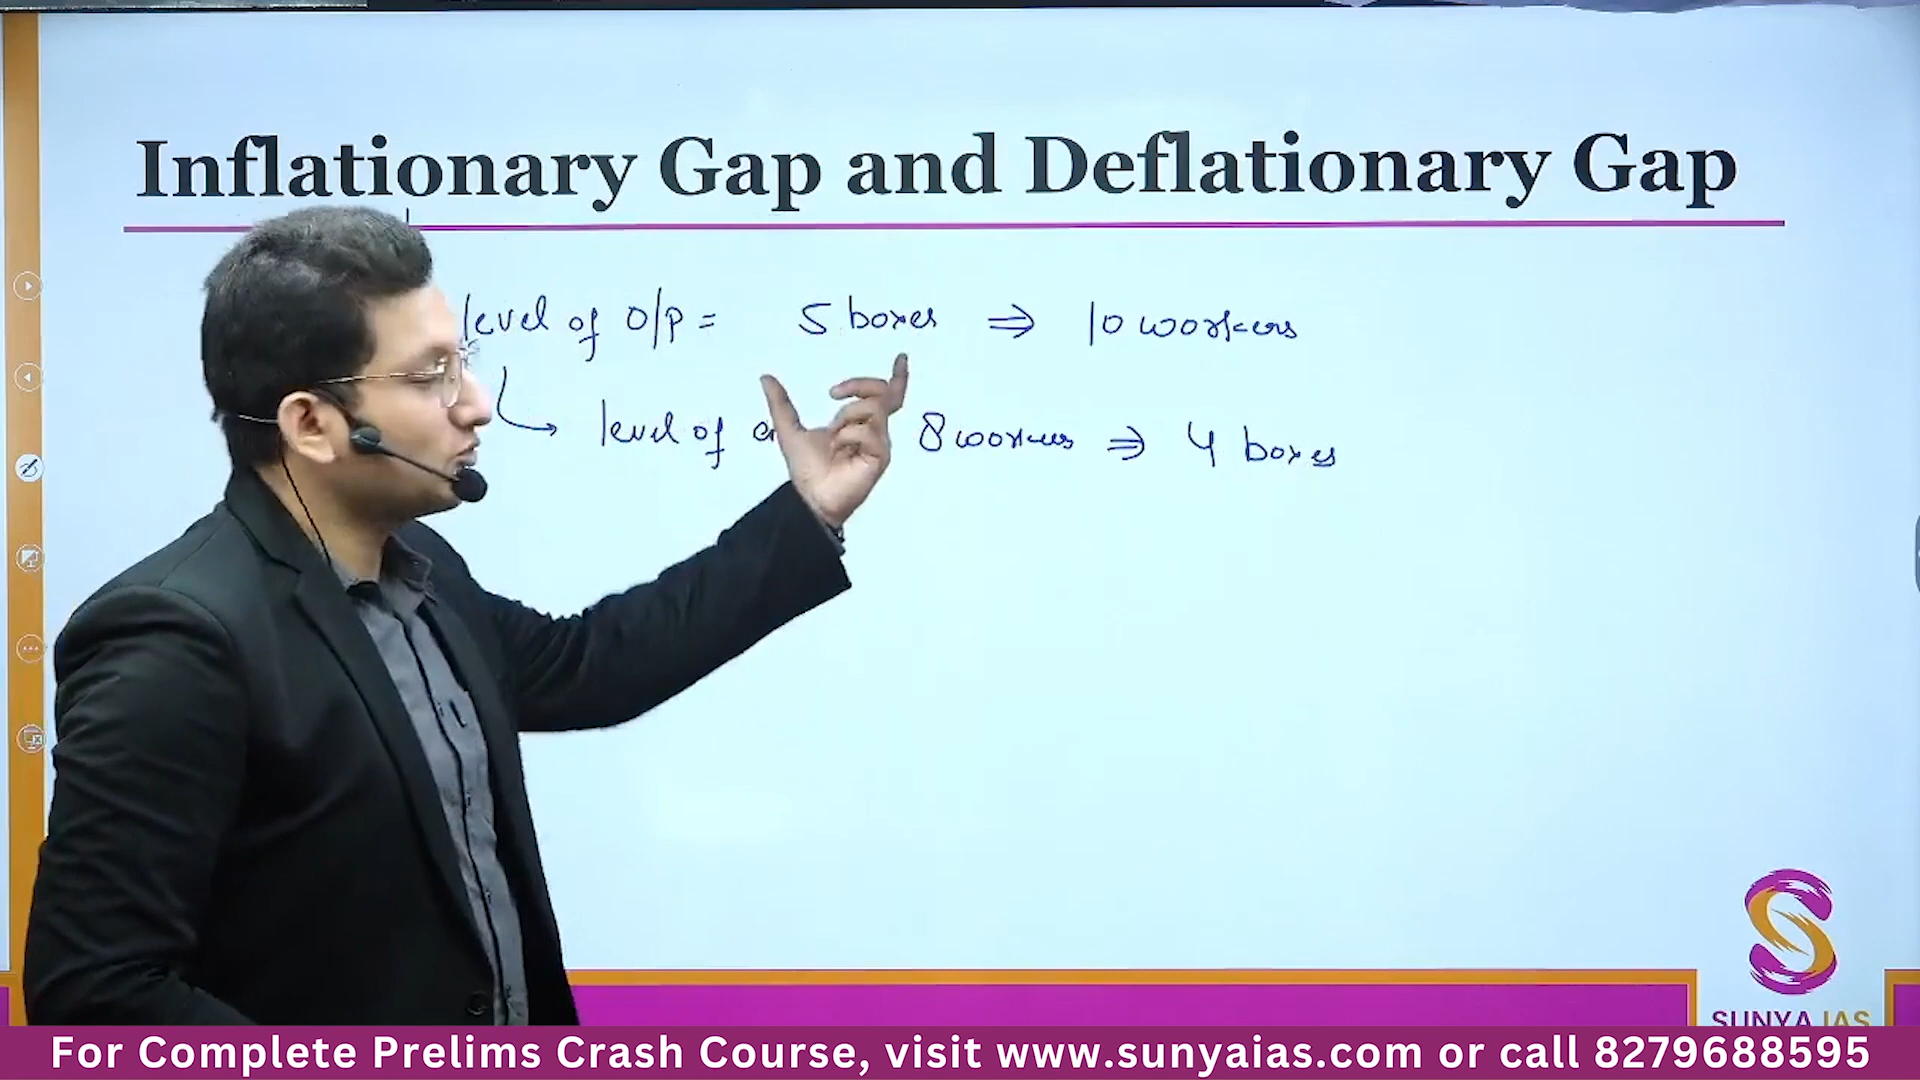 Inflationary Gap and Deflationary Gap
level of o/p = 5 boxes ⇒ 10 workers
level of 8 workers ⇒ 4 boxes
SUNYA IAS
For Complete Prelims Crash Course, visit www.sunyaias.com or call 8279688595